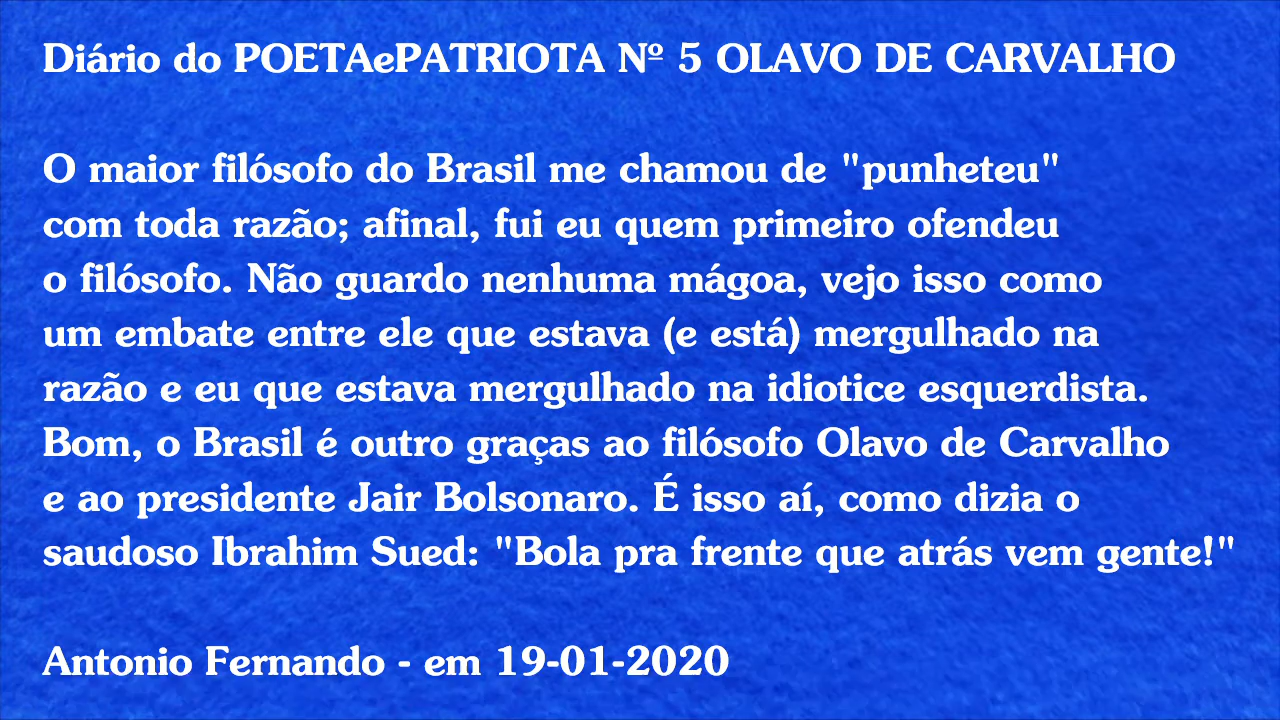 Diário do POETAePATRIOTA Nº 5 OLAVO DE CARVALHO
O maior filósofo do Brasil me chamou de "punheteu"
com toda razão; afinal, fui eu quem primeiro ofendeu
o filósofo. Não guardo nenhuma mágoa, vejo isso como
um embate entre ele que estava (e está) mergulhado na
razão e eu que estava mergulhado na idiotice esquerdista.
Bom, o Brasil é outro graças ao filósofo Olavo de Carvalho
e ao presidente Jair Bolsonaro. É isso aí, como dizia o
saudoso Ibrahim Sued: "Bola pra frente que atrás vem gente!"
Antonio Fernando - em 19-01-2020